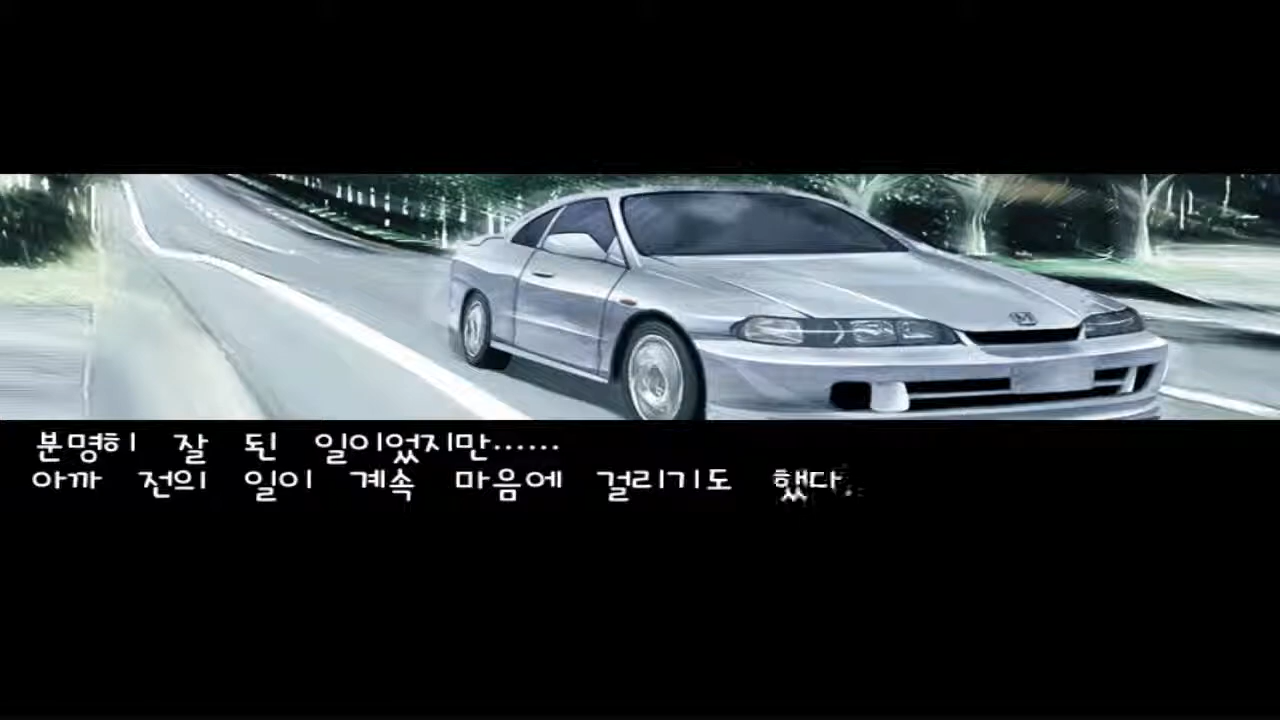 분명히 잘 된 일이었지만……
아까 전의 일이 계속 마음에 걸리기도 했다.